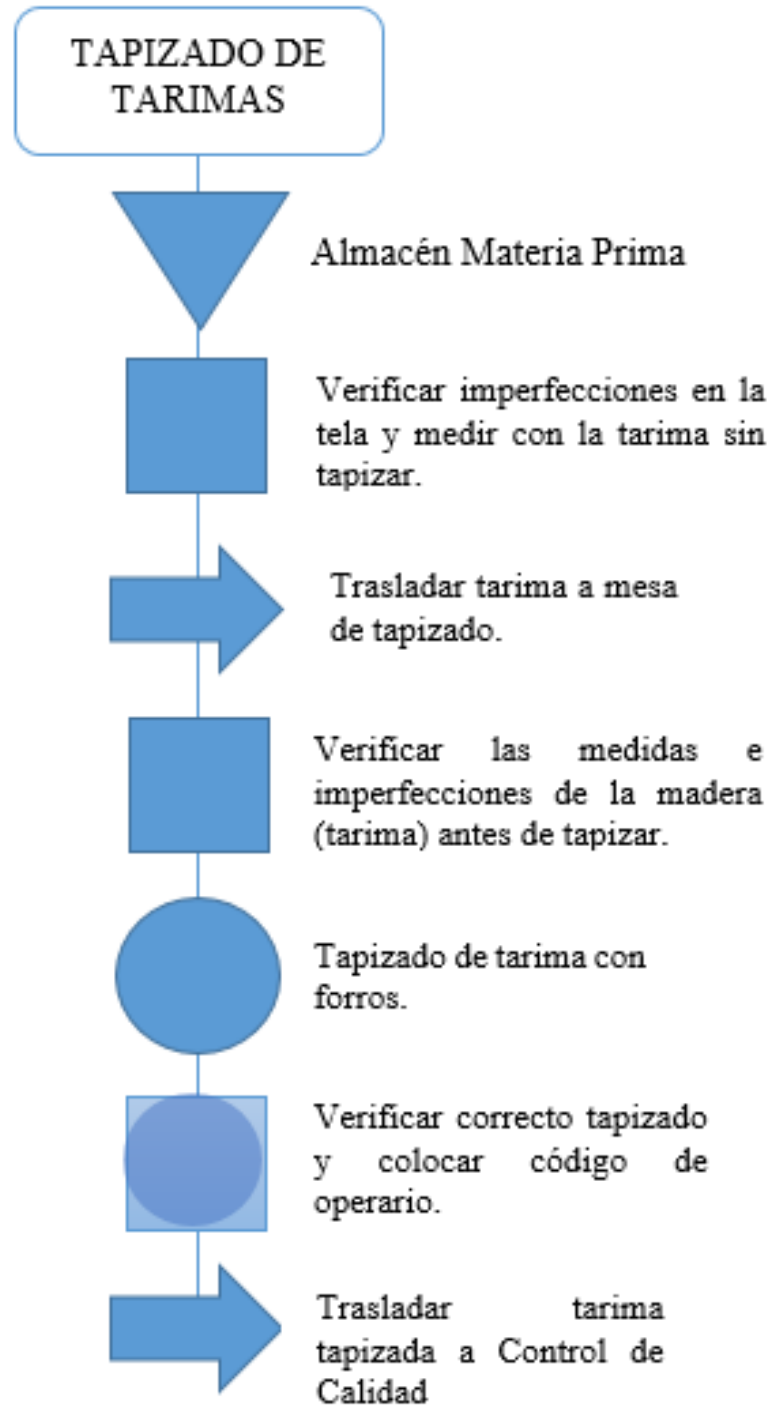 TAPIZADO DE
TARIMAS
Almacén Materia Prima
Verificar imperfecciones en la
tela y medir con la tarima sin
tapizar.
Trasladar tarima a mesa
de tapizado.
Verificar las medidas e
imperfecciones de la madera
(tarima) antes de tapizar.
Tapizado de tarima con
forros.
Verificar correcto tapizado
y colocar código de
operario.
Trasladar tarima
tapizada a Control de
Calidad